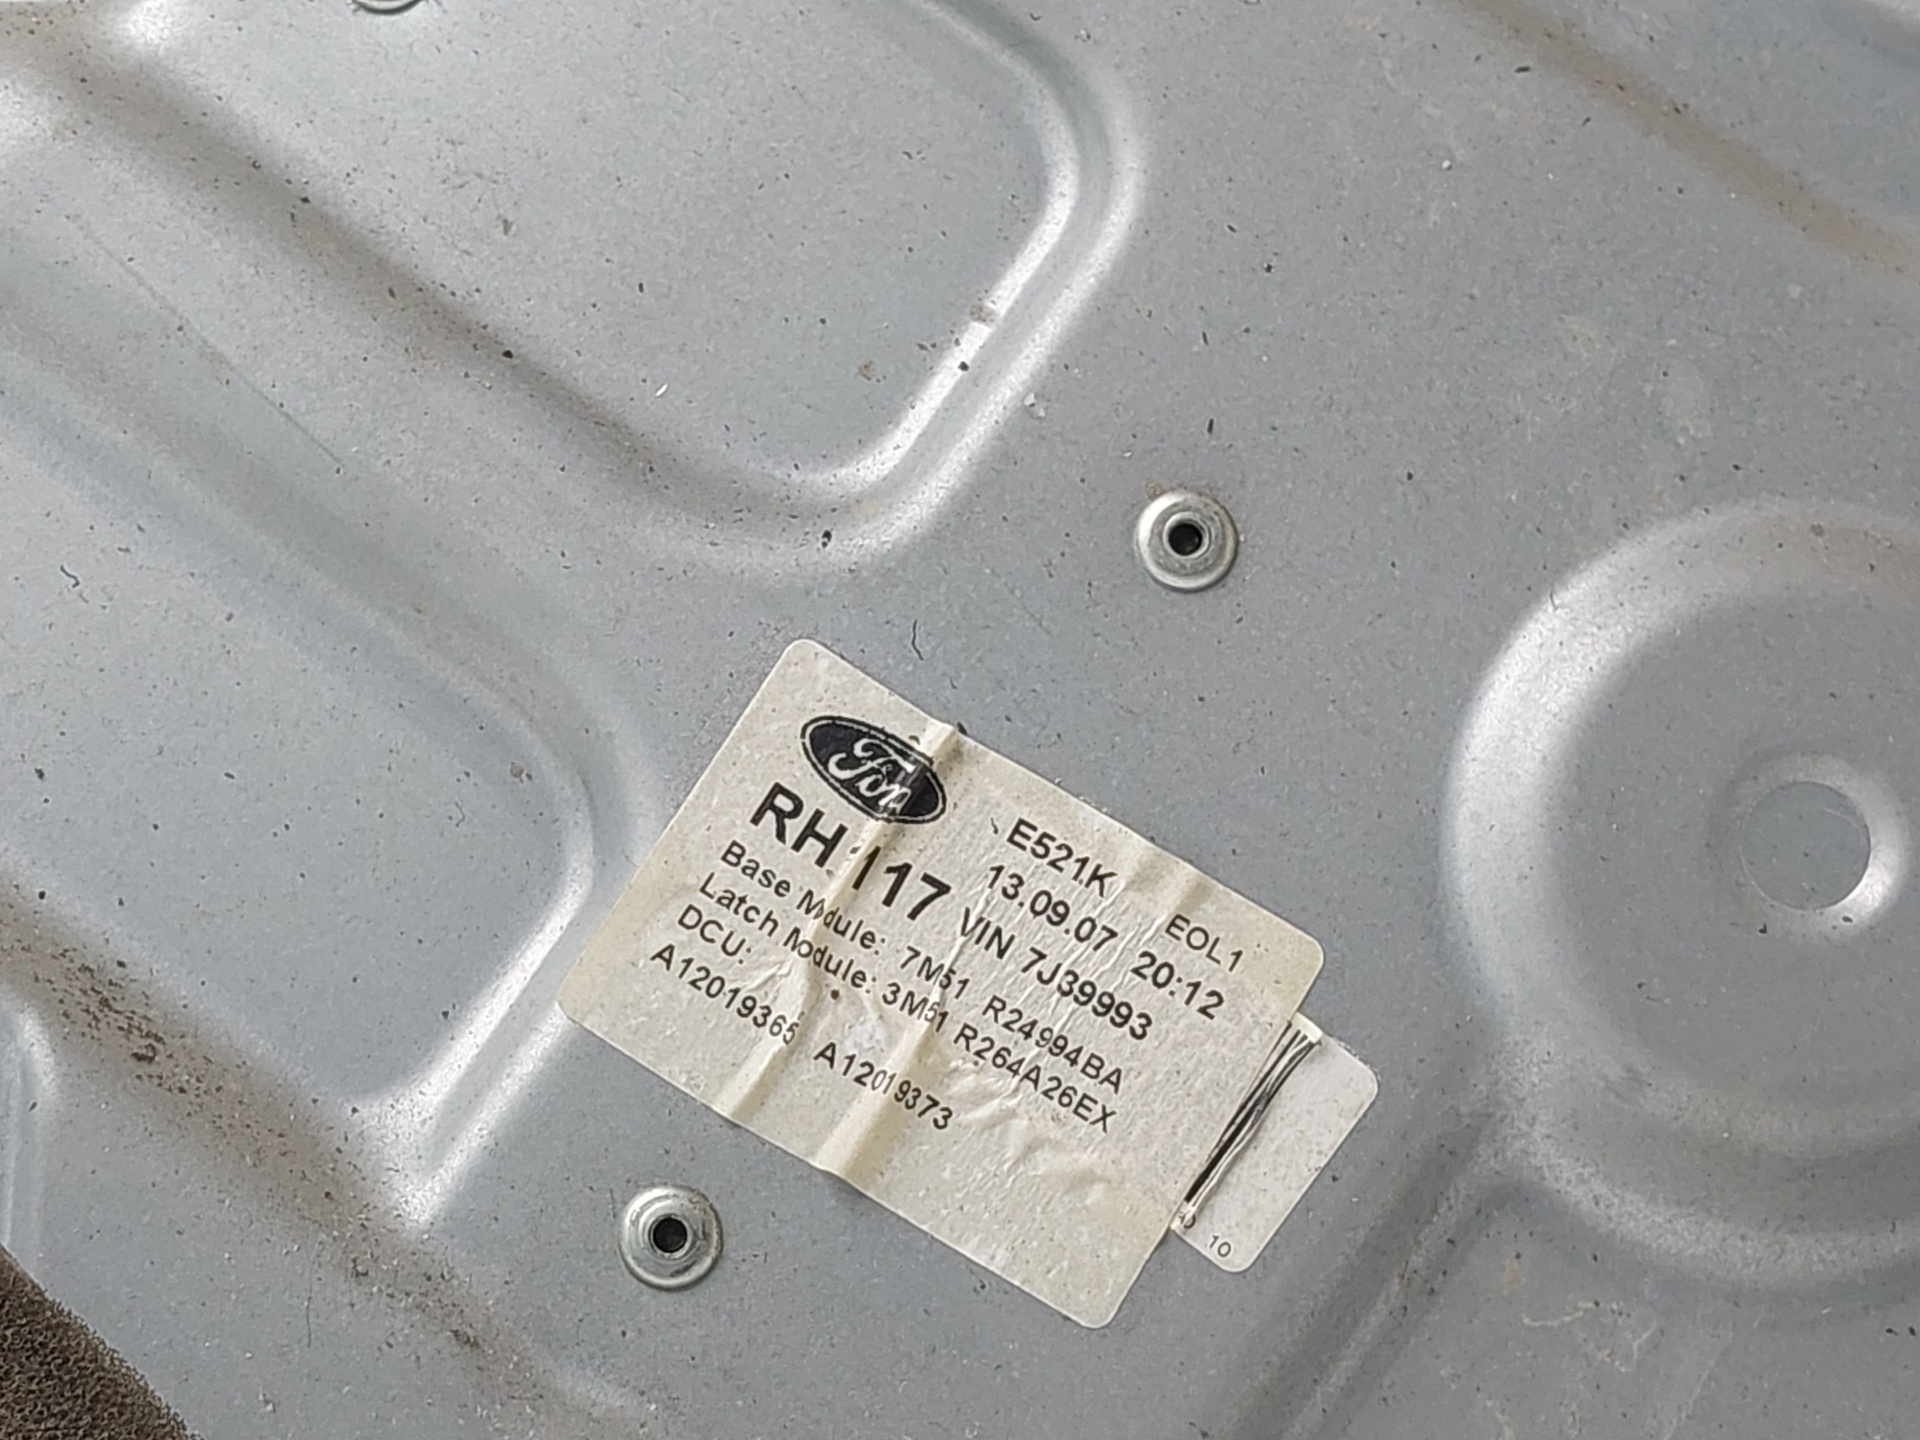 Ford
E521K
EOL1
RH 117
13.09.07 20:12
VIN 7J39993
Base Module: 7M51 R24994BA
Latch Module: 3M51 R264A26EX
DCU:
A12019365 A12019373
10